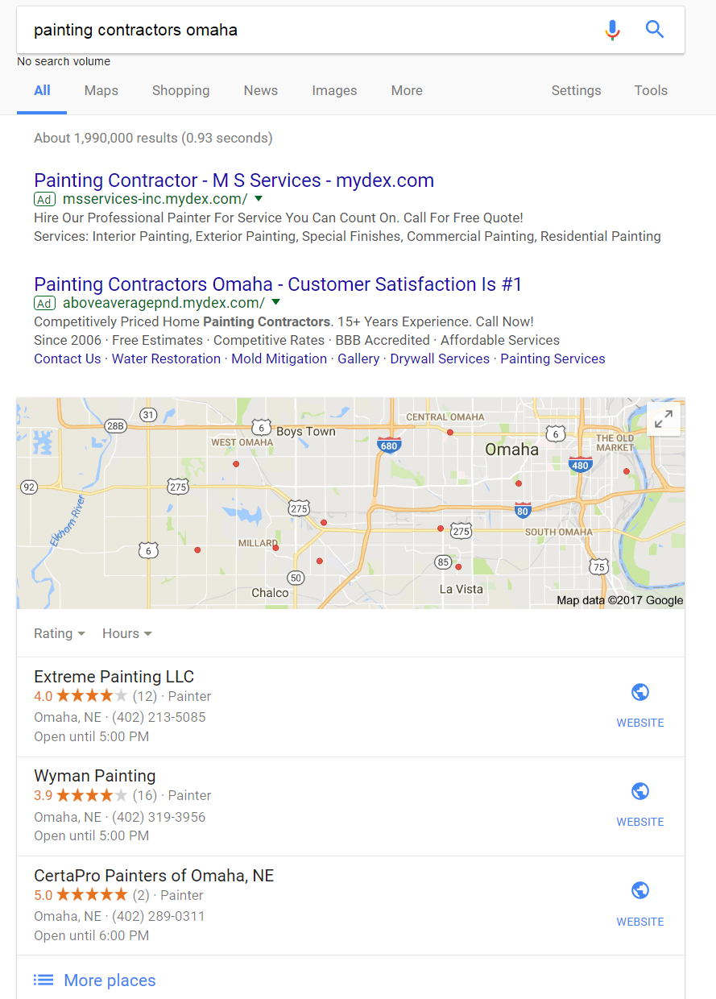 painting contractors omaha
No search volume
All Maps Shopping News Images More Settings Tools
About 1,990,000 results (0.93 seconds)
Painting Contractor - M S Services - mydex.com
Ad msservices-inc.mydex.com/
Hire Our Professional Painter For Service You Can Count On. Call For Free Quote!
Services: Interior Painting, Exterior Painting, Special Finishes, Commercial Painting, Residential Painting
Painting Contractors Omaha - Customer Satisfaction Is #1
Ad aboveaveragepnd.mydex.com/
Competitively Priced Home Painting Contractors. 15+ Years Experience. Call Now!
Since 2006 · Free Estimates · Competitive Rates · BBB Accredited · Affordable Services
Contact Us · Water Restoration · Mold Mitigation · Gallery · Drywall Services · Painting Services
31
28B
6
Boys Town
CENTRAL OMAHA
6
WEST OMAHA
680
Omaha
THE OLD
MARKET
480
92
275
275
80
Elkhorn River
275
SOUTH OMAHA
6
MILLARD
85
75
50
Chalco
La Vista
Map data ©2017 Google
Rating Hours
Extreme Painting LLC
4.0 (12) · Painter
Omaha, NE · (402) 213-5085
Open until 5:00 PM
WEBSITE
Wyman Painting
3.9 (16) · Painter
Omaha, NE · (402) 319-3956
Open until 5:00 PM
WEBSITE
CertaPro Painters of Omaha, NE
5.0 (2) · Painter
Omaha, NE · (402) 289-0311
Open until 6:00 PM
WEBSITE
More places